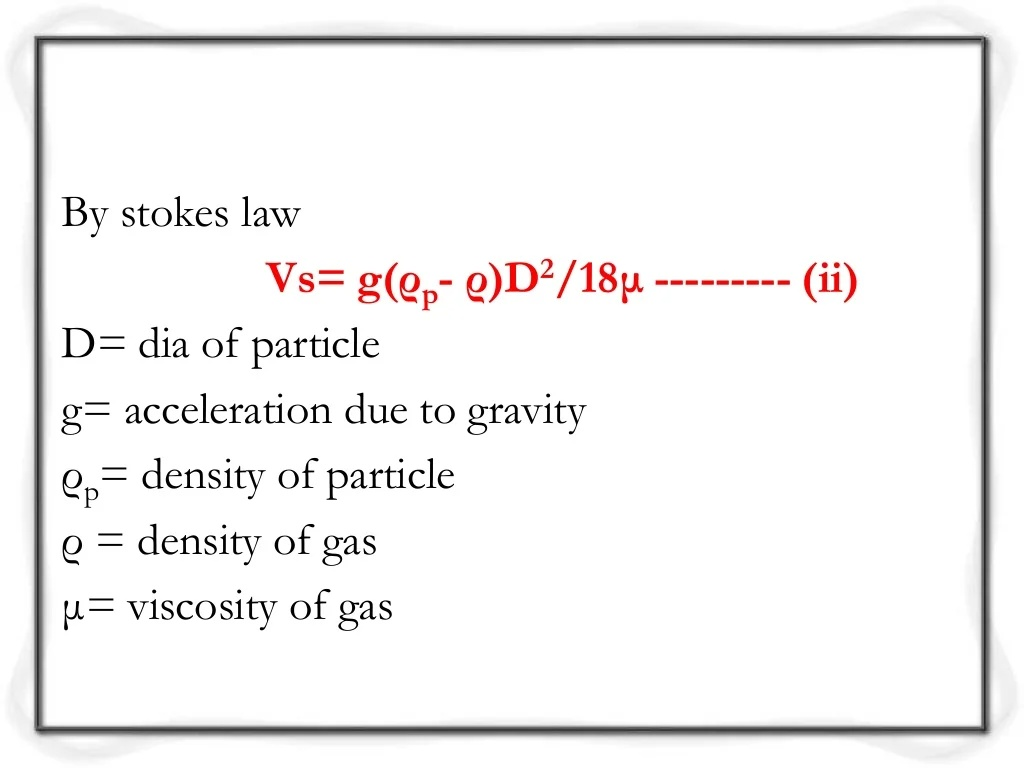 By stokes law
Vs= g(ϱp- ϱ)D²/18µ --------- (ii)
D= dia of particle
g= acceleration due to gravity
ϱp= density of particle
ϱ = density of gas
µ= viscosity of gas